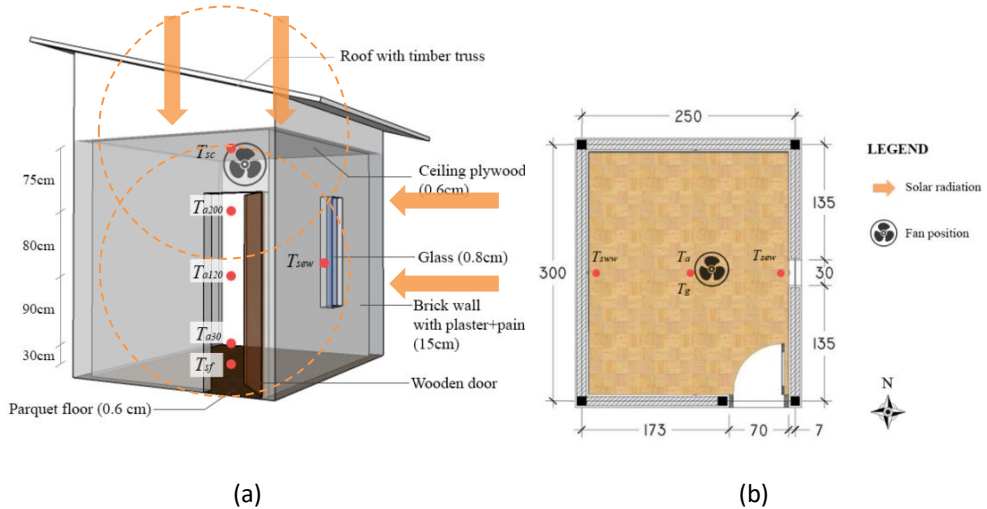 Roof with timber truss
Tsc
75cm
Ceiling plywood
(0.6cm)
Ta200
80cm
Tsew
Glass (0.8cm)
Ta120
90cm
Brick wall
with plaster+pain
(15cm)
Ta30
30cm
Tsf
Wooden door
Parquet floor (0.6 cm)
(a)
250
135
300
Tsww
Ta
Tg
Tsew
30
135
173
70
7
LEGEND
Solar radiation
Fan position
N
(b)